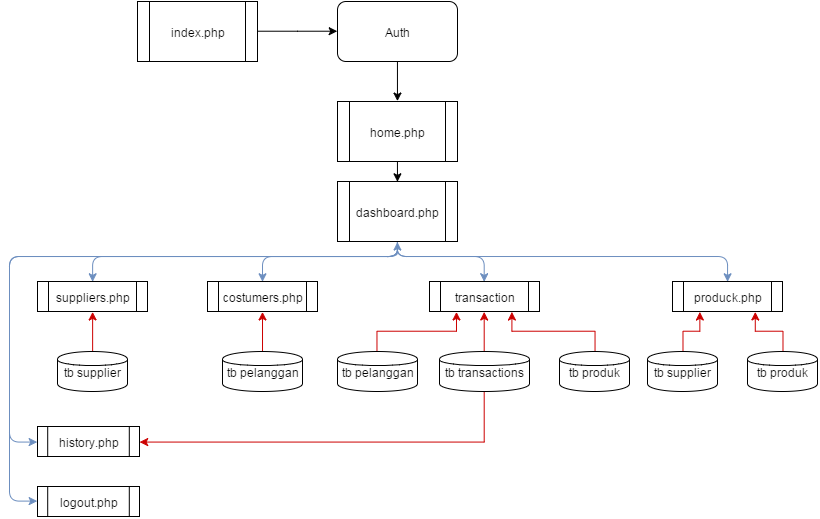 index.php
Auth
home.php
dashboard.php
suppliers.php
costumers.php
transaction
produck.php
tb supplier
tb pelanggan
tb pelanggan
tb transactions
tb produk
tb supplier
tb produk
history.php
logout.php